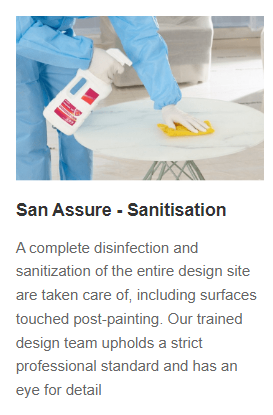 San Assure - Sanitisation
A complete disinfection and
sanitization of the entire design site
are taken care of, including surfaces
touched post-painting. Our trained
design team upholds a strict
professional standard and has an
eye for detail